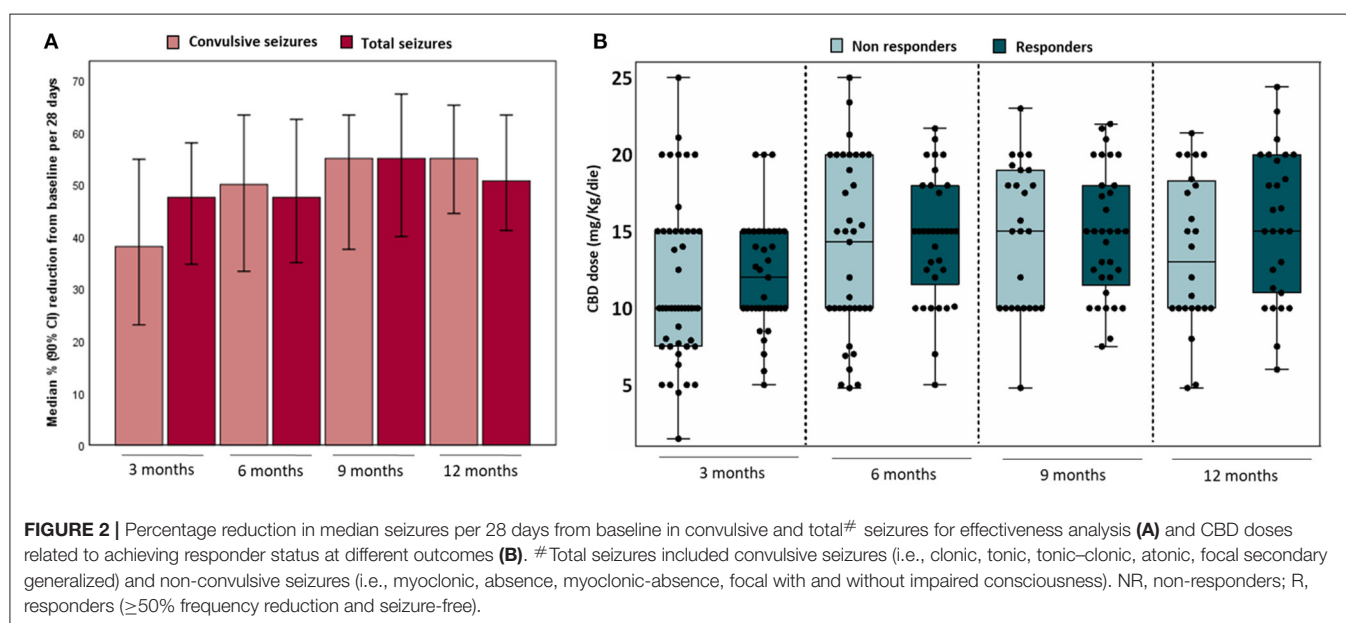 A
Convulsive seizures
Total seizures
Median % (90% CI) reduction from baseline per 28 days
70
60
50
40
30
20
10
0
3 months
6 months
9 months
12 months
B
Non responders
Responders
CBD dose (mg/Kg/die)
25
20
15
10
5
3 months
6 months
9 months
12 months
FIGURE 2 | Percentage reduction in median seizures per 28 days from baseline in convulsive and total# seizures for effectiveness analysis (A) and CBD doses
related to achieving responder status at different outcomes (B). #Total seizures included convulsive seizures (i.e., clonic, tonic, tonic–clonic, atonic, focal secondary
generalized) and non-convulsive seizures (i.e., myoclonic, absence, myoclonic-absence, focal with and without impaired consciousness). NR, non-responders; R,
responders (≥50% frequency reduction and seizure-free).